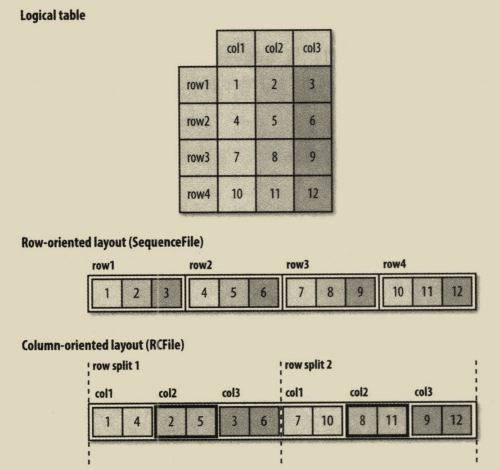 Logical table
col1 col2 col3
row1 1 2 3
row2 4 5 6
row3 7 8 9
row4 10 11 12
Row-oriented layout (SequenceFile)
row1 row2 row3 row4
1 2 3 4 5 6 7 8 9 10 11 12
Column-oriented layout (RCFile)
row split 1 row split 2
col1 col2 col3 col1 col2 col3
1 4 2 5 3 6 7 10 8 11 9 12